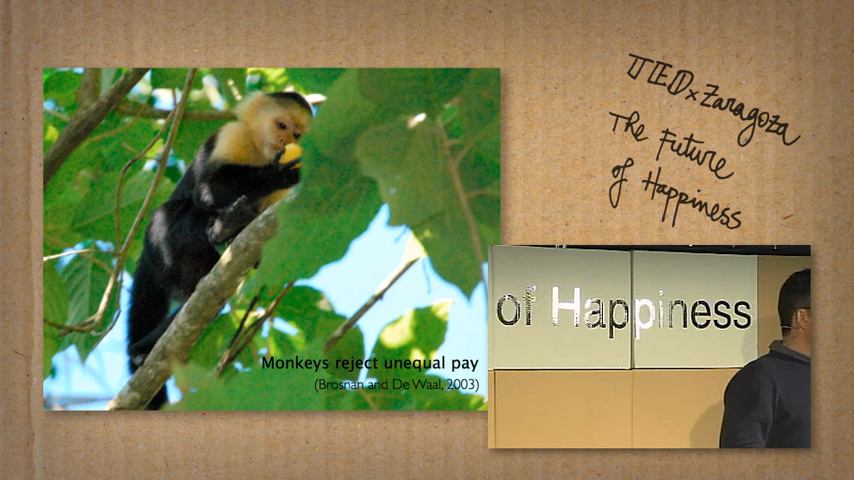 TEDxZaragoza
The Future
of Happiness
Monkeys reject unequal pay
(Brosnan and De Waal, 2003)
of Happiness